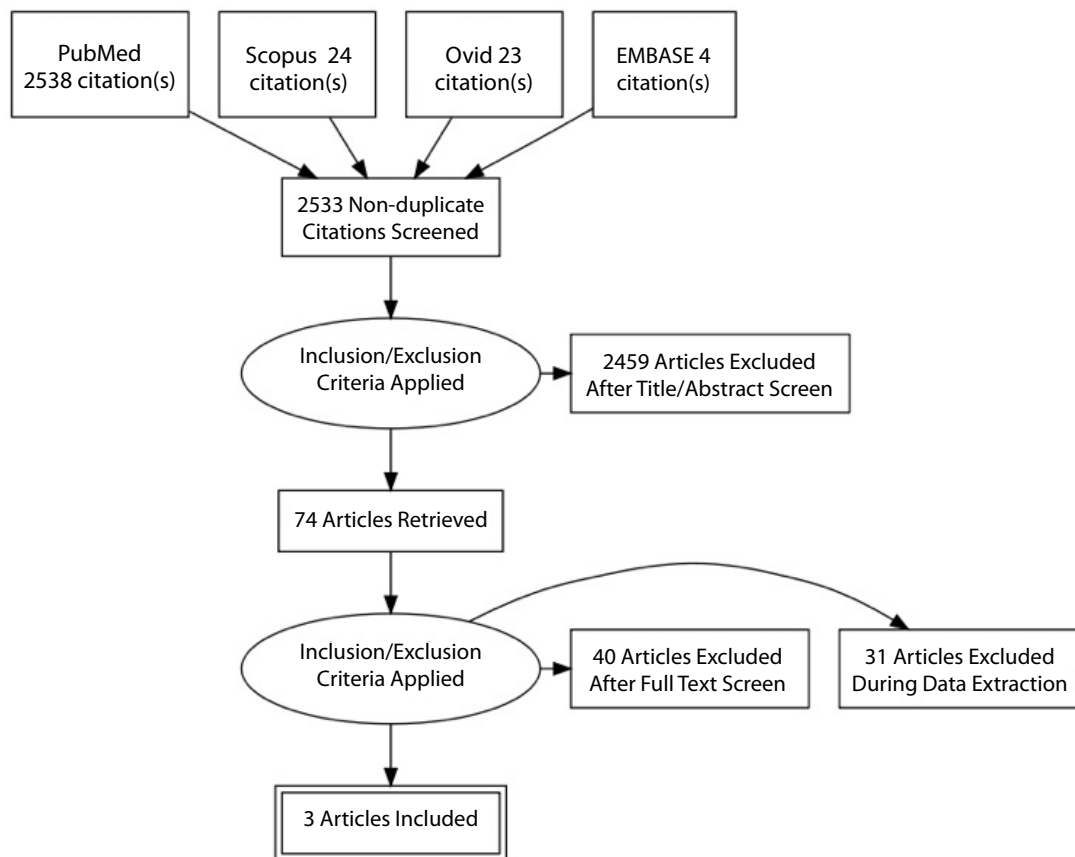 PubMed
2538 citation(s)
Scopus  24
citation(s)
Ovid 23
citation(s)
EMBASE 4
citation(s)
2533 Non-duplicate
Citations Screened
Inclusion/Exclusion
Criteria Applied
2459 Articles Excluded
After Title/Abstract Screen
74 Articles Retrieved
Inclusion/Exclusion
Criteria Applied
40 Articles Excluded
After Full Text Screen
31 Articles Excluded
During Data Extraction
3 Articles Included